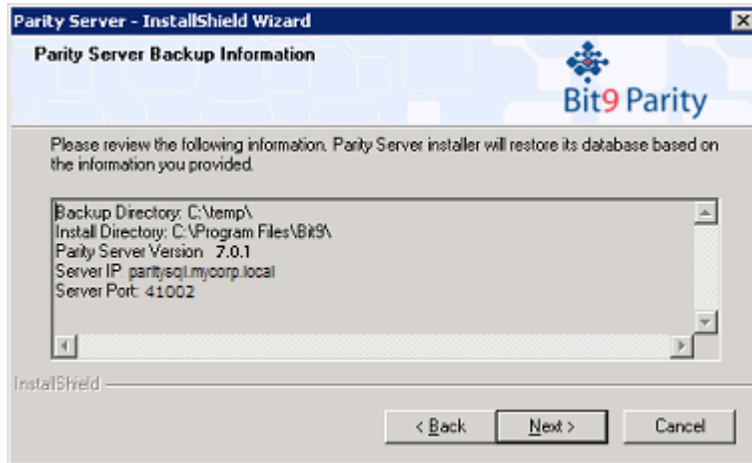 Parity Server - InstallShield Wizard
Parity Server Backup Information
Bit9 Parity
Please review the following information. Parity Server installer will restore its database based on
the information you provided.
Backup Directory: C:\temp\
Install Directory: C:\Program Files\Bit9\
Parity Server Version 7.0.1
Server IP: paritysql.mycorp.local
Server Port: 41002
InstallShield
< Back
Next >
Cancel